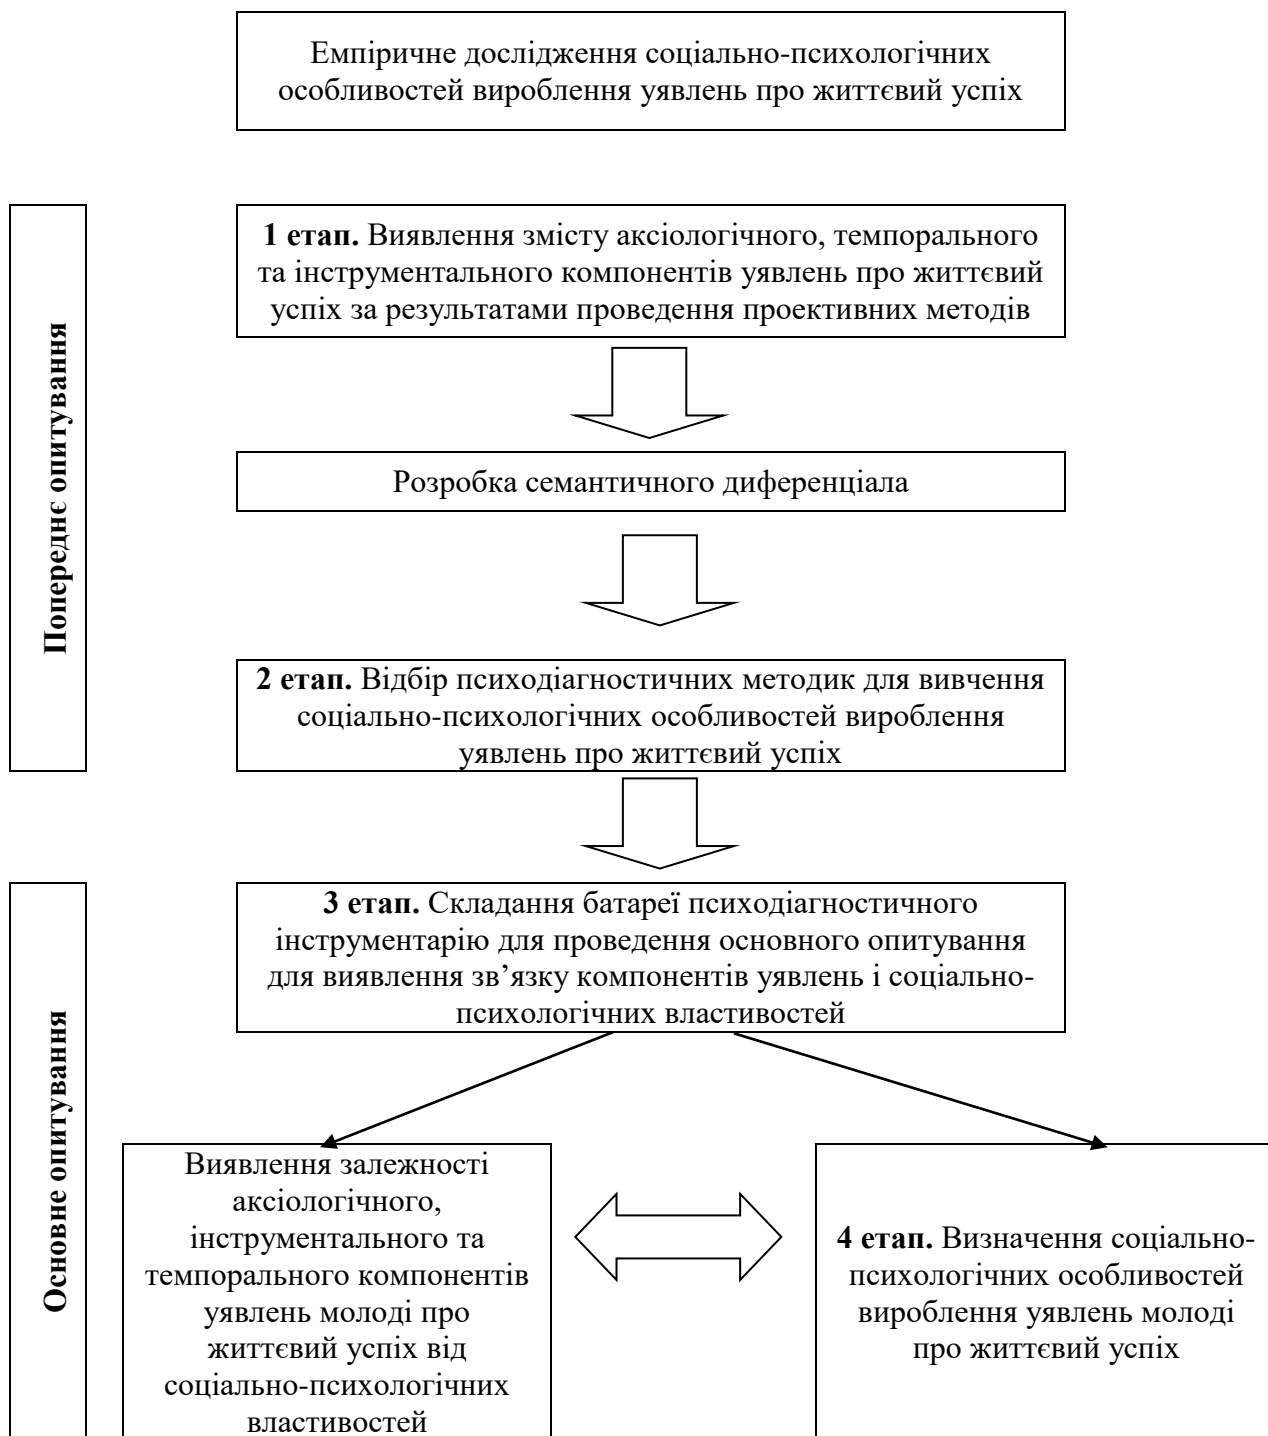 Емпіричне дослідження соціально-психологічних
особливостей вироблення уявлень про життєвий успіх
Попереднє опитування
1 етап. Виявлення змісту аксіологічного, темпорального
та інструментального компонентів уявлень про життєвий
успіх за результатами проведення проективних методів
Розробка семантичного диференціала
2 етап. Відбір психодіагностичних методик для вивчення
соціально-психологічних особливостей вироблення
уявлень про життєвий успіх
Основне опитування
3 етап. Складання батареї психодіагностичного
інструментарію для проведення основного опитування
для виявлення зв’язку компонентів уявлень і соціально-
психологічних властивостей
Виявлення залежності
аксіологічного,
інструментального та
темпорального компонентів
уявлень молоді про
життєвий успіх від
соціально-психологічних
властивостей
4 етап. Визначення соціально-
психологічних особливостей
вироблення уявлень молоді
про життєвий успіх